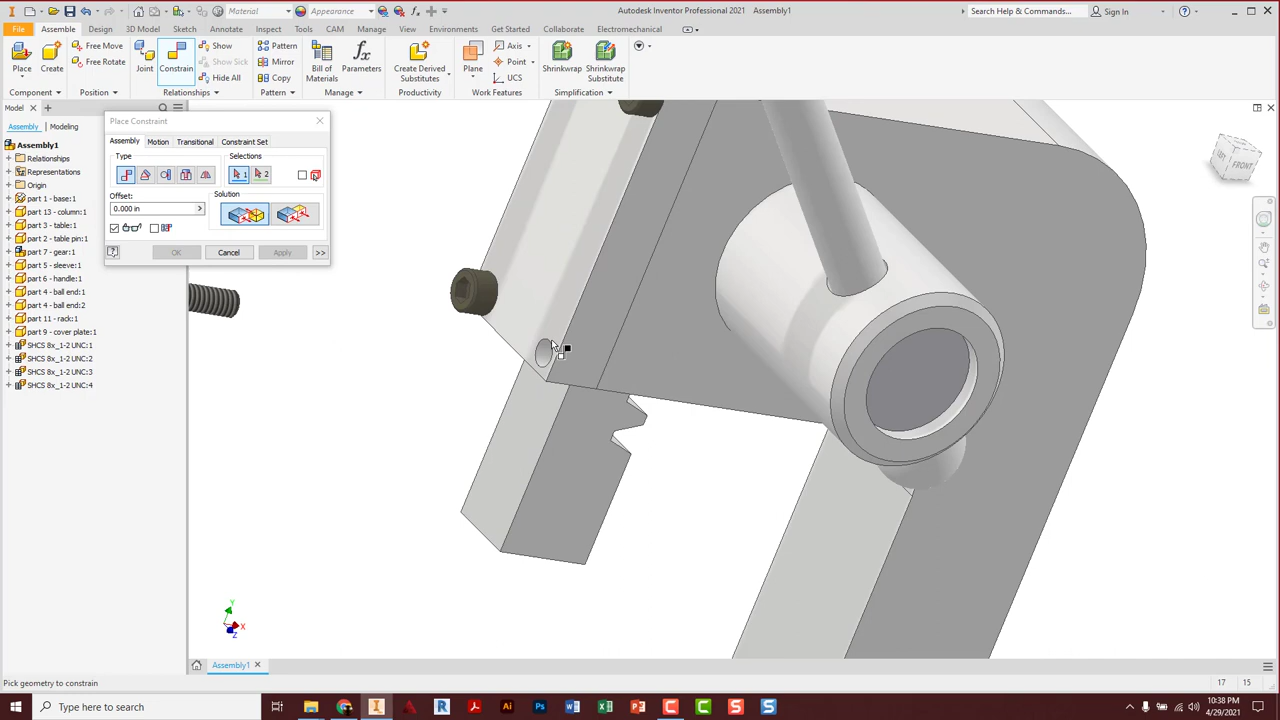 Material
Appearance
Autodesk Inventor Professional 2021 Assembly1
Search Help & Commands...
Sign In
File
Assemble
Design
3D Model
Sketch
Annotate
Inspect
Tools
CAM
Manage
View
Environments
Get Started
Collaborate
Electromechanical
Place
Create
Free Move
Free Rotate
Component
Position
Joint
Constrain
Show
Show Sick
Hide All
Relationships
Pattern
Mirror
Copy
Pattern
Bill of
Materials
Parameters
Manage
Create Derived
Substitutes
Productivity
Plane
Axis
Point
UCS
Work Features
Shrinkwrap
Shrinkwrap
Substitute
Simplification
Model
Assembly
Modeling
Assembly1
Relationships
Representations
Origin
part 1 - base:1
part 13 - column:1
part 3 - table:1
part 2 - table pin:1
part 7 - gear:1
part 5 - sleeve:1
part 6 - handle:1
part 4 - ball end:1
part 4 - ball end:2
part 11 - rack:1
part 9 - cover plate:1
SHCS 8x_1-2 UNC:1
SHCS 8x_1-2 UNC:2
SHCS 8x_1-2 UNC:3
SHCS 8x_1-2 UNC:4
Place Constraint
Assembly
Motion
Transitional
Constraint Set
Type
Selections
1
2
Offset:
0.000 in
Solution
OK
Cancel
Apply
>>
FRONT
Y
X
Z
Assembly1
Pick geometry to constrain
17 15
Type here to search
10:38 PM
4/29/2021